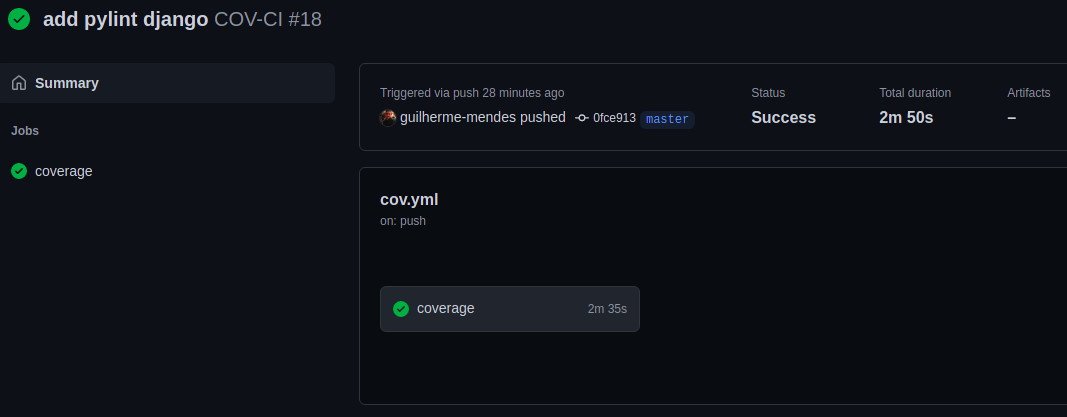 add pylint django COV-CI #18
Summary
Jobs
coverage
Triggered via push 28 minutes ago
guilherme-mendes pushed 0fce913 master
Status
Success
Total duration
2m 50s
Artifacts
–
cov.yml
on: push
coverage 2m 35s